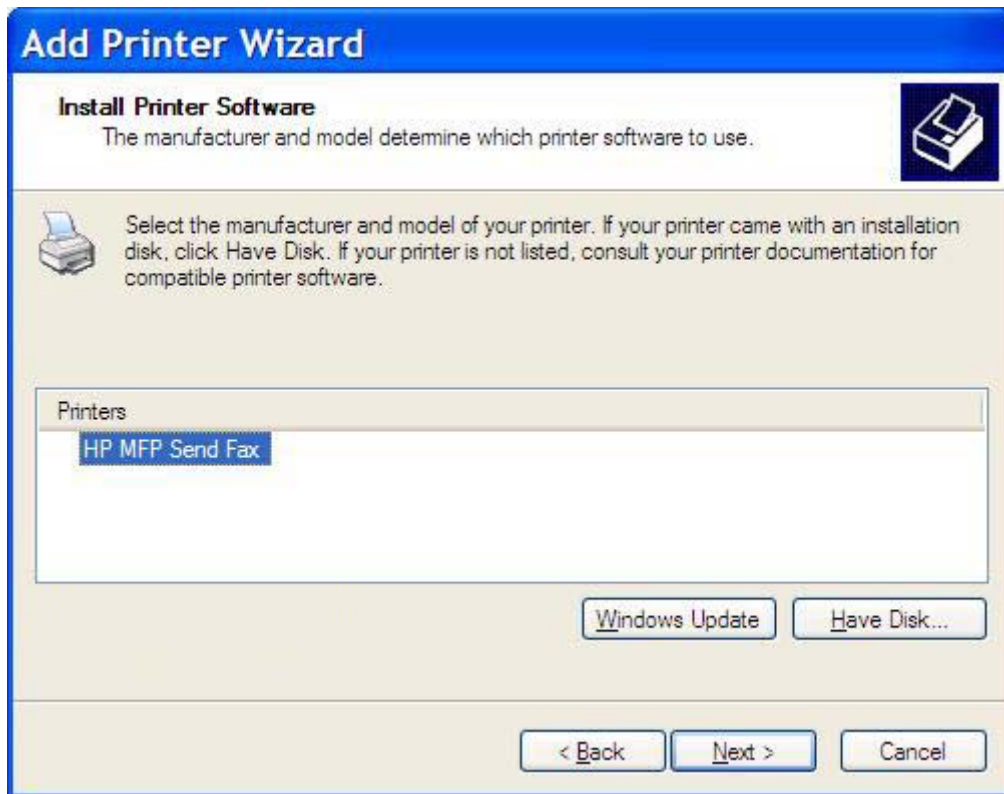 Add Printer Wizard
Install Printer Software
The manufacturer and model determine which printer software to use.
Select the manufacturer and model of your printer. If your printer came with an installation
disk, click Have Disk. If your printer is not listed, consult your printer documentation for
compatible printer software.
Printers
HP MFP Send Fax
Windows Update
Have Disk...
< Back
Next >
Cancel